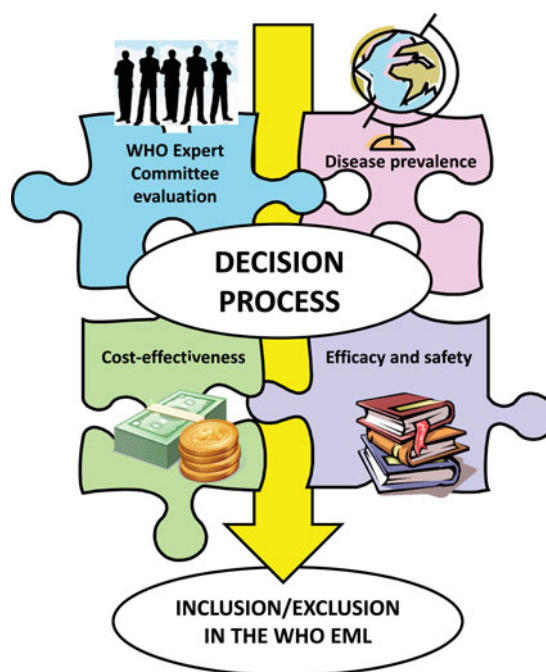 WHO Expert
Committee
evaluation
Disease prevalence
DECISION
PROCESS
Cost-effectiveness
Efficacy and safety
INCLUSION/EXCLUSION
IN THE WHO EML